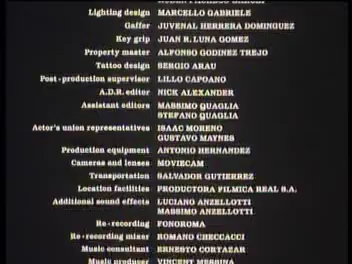 Lighting design MARCELLO GABRIELE
Gaffer JUVENAL HERRERA DOMINGUEZ
Key grip JUAN R. LUNA GOMEZ
Property master ALFONSO GODINEZ TREJO
Tattoo design SERGIO ARAU
Post-production supervisor LILLO CAPOANO
A.D.R. editor NICK ALEXANDER
Assistant editors MASSIMO QUAGLIA
STEFANO QUAGLIA
Actor's union representatives ISAAC MORENO
GUSTAVO MAYNES
Production equipment ANTONIO HERNANDEZ
Cameras and lenses MOVIECAM
Transportation SALVADOR GUTIERREZ
Location facilities PRODUCTORA FILMICA REAL S.A.
Additional sound effects LUCIANO ANZELLOTTI
MASSIMO ANZELLOTTI
Re-recording FONOROMA
Re-recording mixer ROMANO CHECCACCI
Music consultant ERNESTO CORTAZAR
Music producer VINCENT MESSINA